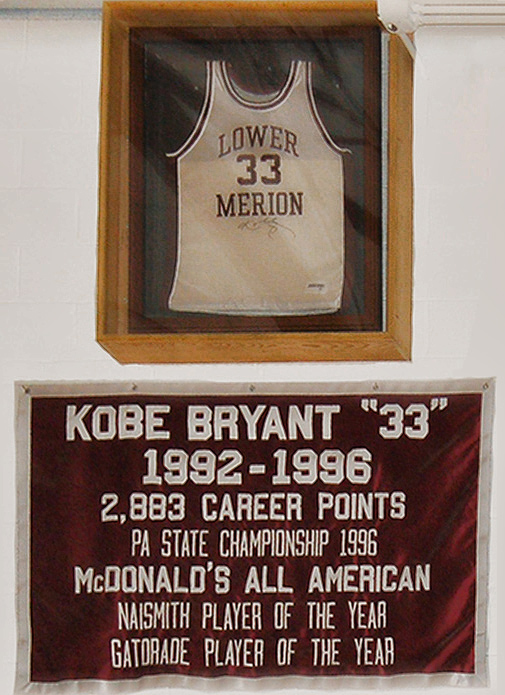 LOWER
33
MERION
KOBE BRYANT "33"
1992-1996
2,883 CAREER POINTS
PA STATE CHAMPIONSHIP 1996
McDONALD'S ALL AMERICAN
NAISMITH PLAYER OF THE YEAR
GATORADE PLAYER OF THE YEAR